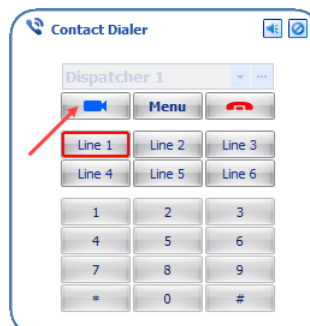 Contact Dialer
Dispatcher 1
Menu
Line 1 Line 2 Line 3
Line 4 Line 5 Line 6
1 2 3
4 5 6
7 8 9
* 0 #